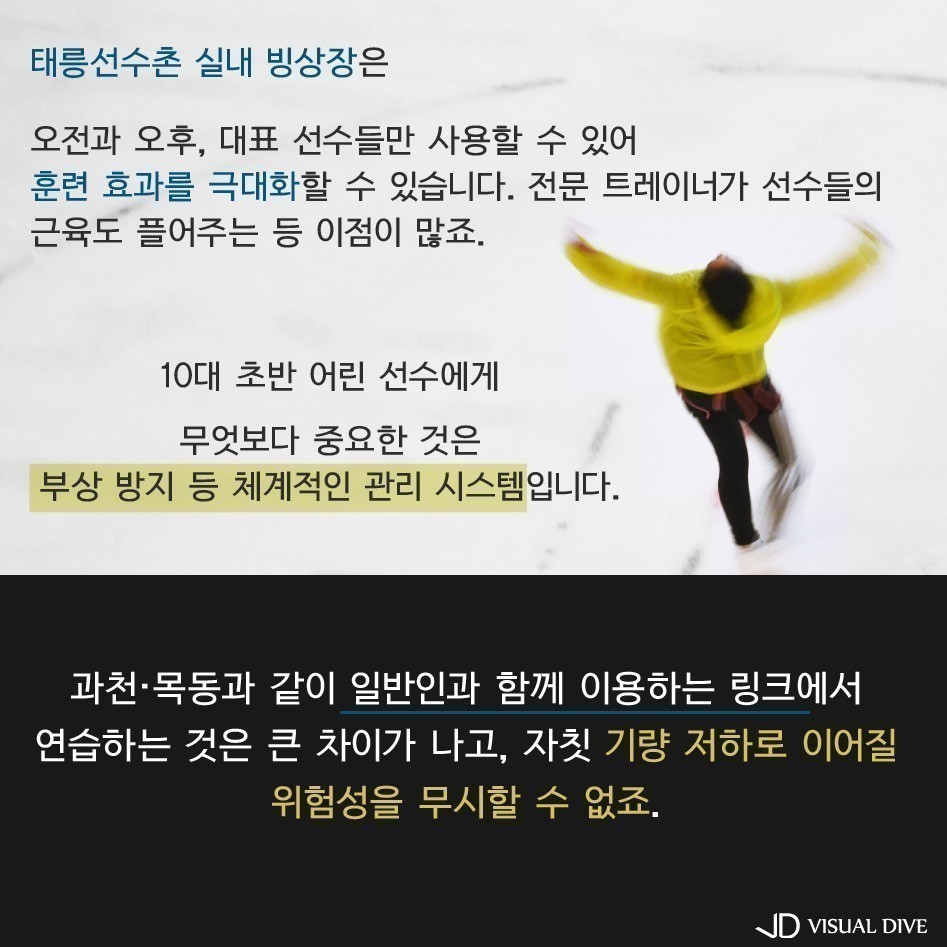 태릉선수촌 실내 빙상장은
오전과 오후, 대표 선수들만 사용할 수 있어
훈련 효과를 극대화할 수 있습니다. 전문 트레이너가 선수들의
근육도 플어주는 등 이점이 많죠.
10대 초반 어린 선수에게
무엇보다 중요한 것은
부상 방지 등 체계적인 관리 시스템입니다.
과천·목동과 같이 일반인과 함께 이용하는 링크에서
연습하는 것은 큰 차이가 나고, 자칫 기량 저하로 이어질
위험성을 무시할 수 없죠.
VISUAL DIVE